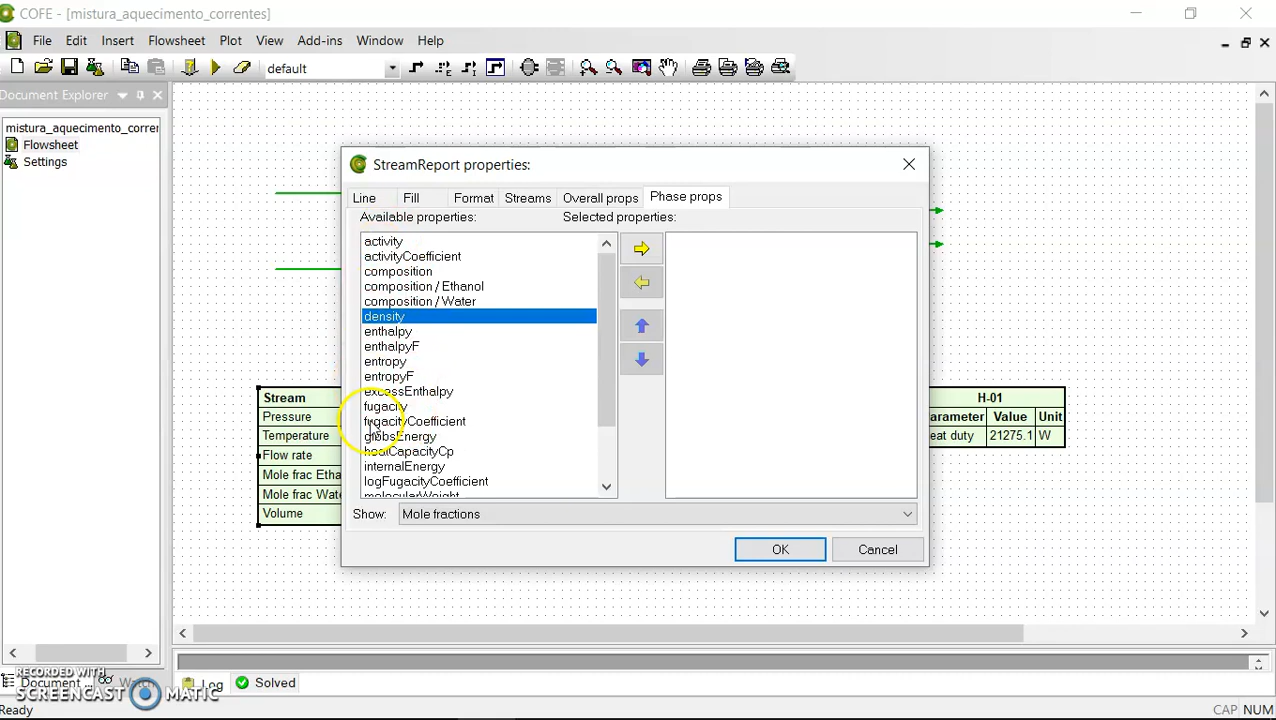 COFE - [mistura_aquecimento_correntes]
File Edit Insert Flowsheet Plot View Add-ins Window Help
default
Document Explorer
mistura_aquecimento_correr
Flowsheet
Settings
StreamReport properties:
Line Fill Format Streams Overall props Phase props
Available properties: Selected properties:
activity
activityCoefficient
composition
composition / Ethanol
composition / Water
density
enthalpy
enthalpyF
entropy
entropyF
excessEnthalpy
fugacity
fugacityCoefficient
gibbsEnergy
heatCapacityCp
internalEnergy
logFugacityCoefficient
molecularWeight
Show: Mole fractions
OK Cancel
Stream
Pressure
Temperature
Flow rate
Mole frac Etha
Mole frac Wate
Volume
H-01
arameter Value Unit
eat duty 21275.1 W
Document... Watch Log Solved
RECORDED WITH
SCREENCAST MATIC
Ready CAP NUM